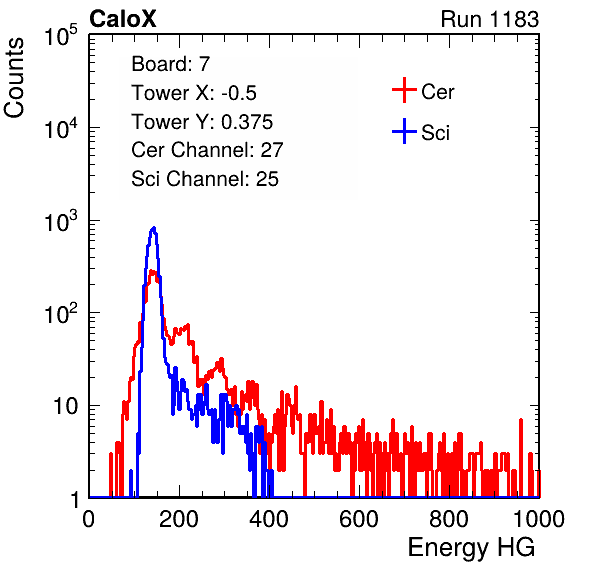 CaloX Run 1183
Counts
10^5
10^4
10^3
10^2
10
1
Board: 7
Tower X: -0.5
Tower Y: 0.375
Cer Channel: 27
Sci Channel: 25
Cer
Sci
0 200 400 600 800 1000
Energy HG